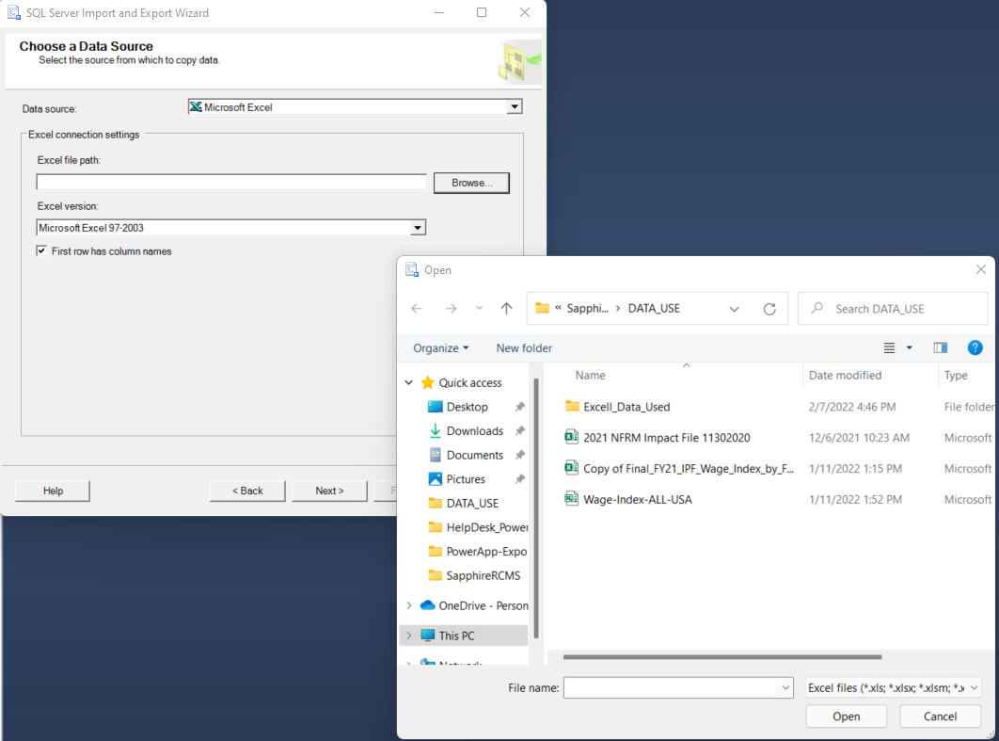 SQL Server Import and Export Wizard
Choose a Data Source
Select the source from which to copy data.
Data source:
Microsoft Excel
Excel connection settings
Excel file path:
Browse...
Excel version:
Microsoft Excel 97-2003
First row has column names
Help
< Back
Next >
F
Open
« Sapphi... › DATA_USE
Search DATA_USE
Organize
New folder
?
Quick access
Desktop
Downloads
Documents
Pictures
DATA_USE
HelpDesk_Power
PowerApp-Expo
SapphireRCMS
OneDrive - Person
This PC
Network
Name Date modified Type
Excell_Data_Used 2/7/2022 4:46 PM File folder
2021 NFRM Impact File 11302020 12/6/2021 10:23 AM Microsoft
Copy of Final_FY21_IPF_Wage_Index_by_F... 1/11/2022 1:15 PM Microsoft
Wage-Index-ALL-USA 1/11/2022 1:52 PM Microsoft
File name:
Excel files (*.xls; *.xlsx; *.xlsm; *.x
Open
Cancel